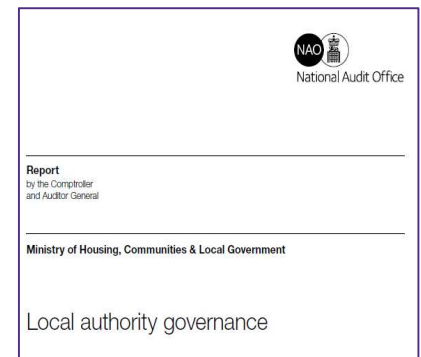 NAO
National Audit Office
Report
by the Comptroller
and Auditor General
Ministry of Housing, Communities & Local Government
Local authority governance